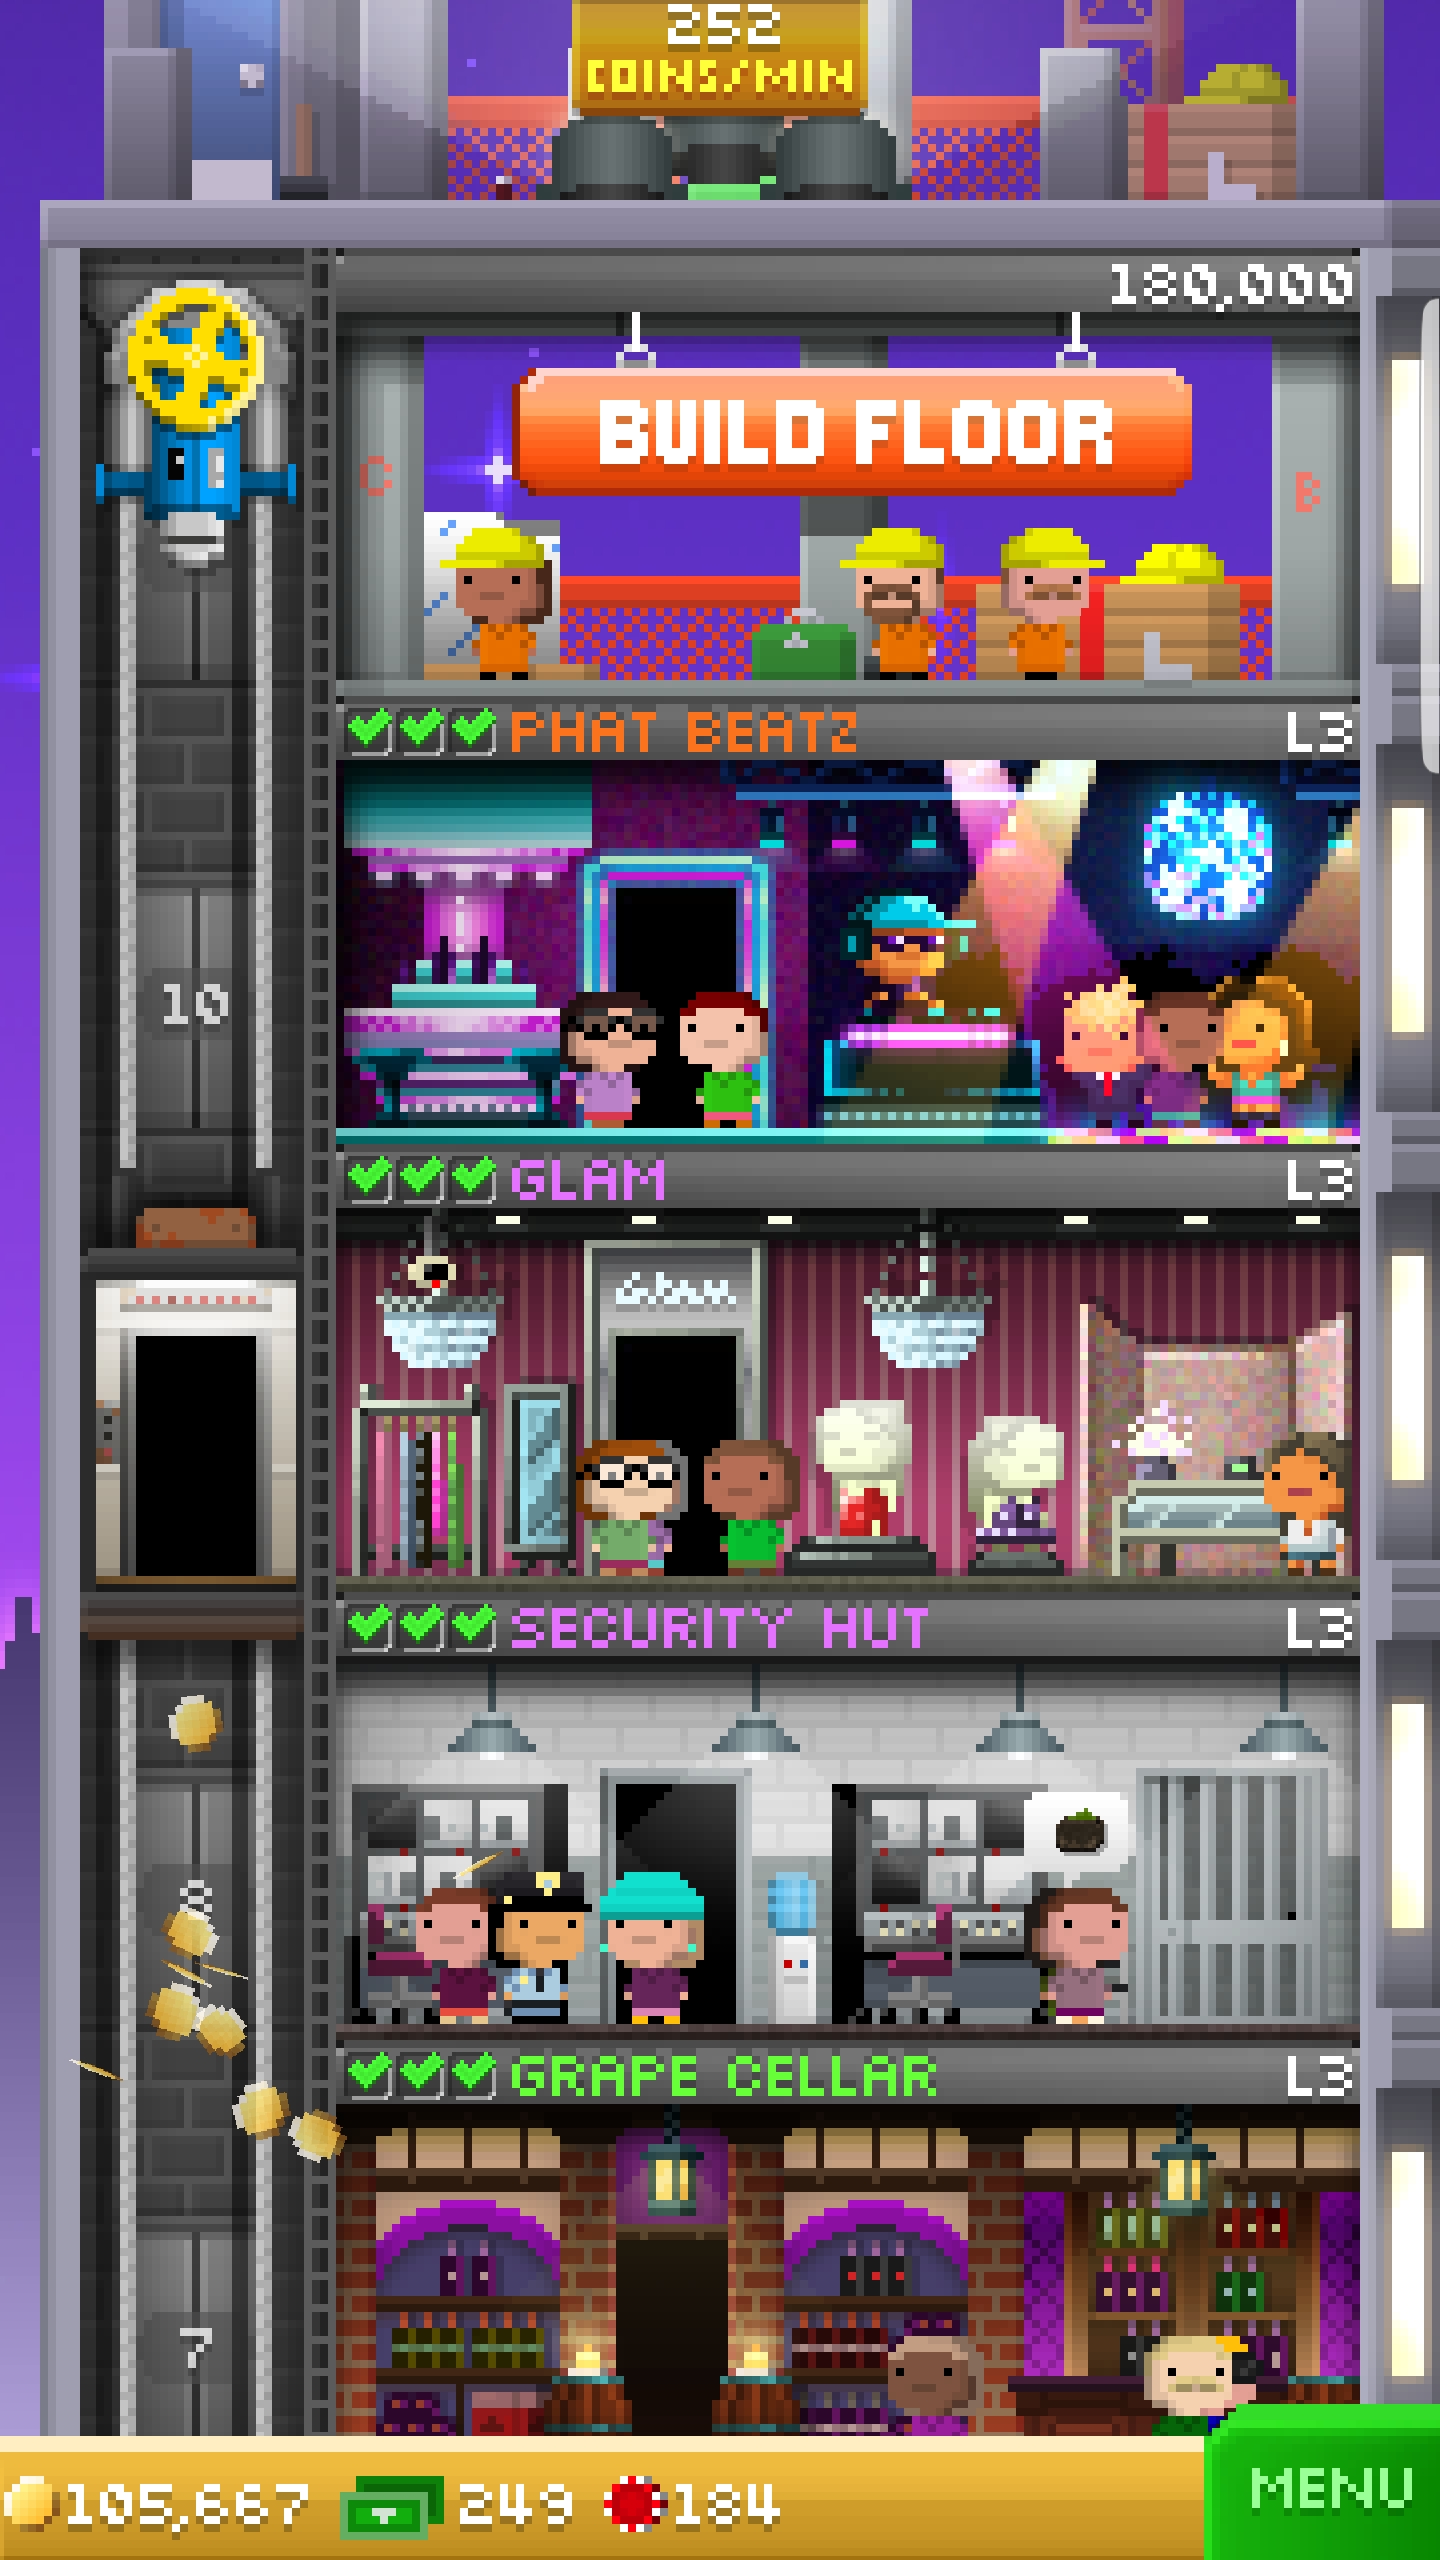 252
COINS/MIN
180,000
BUILD FLOOR
C
B
PHAT BEATZ L3
10
GLAM L3
Glam
SECURITY HUT L3
8
GRAPE CELLAR L3
7
105,667 249 184
MENU